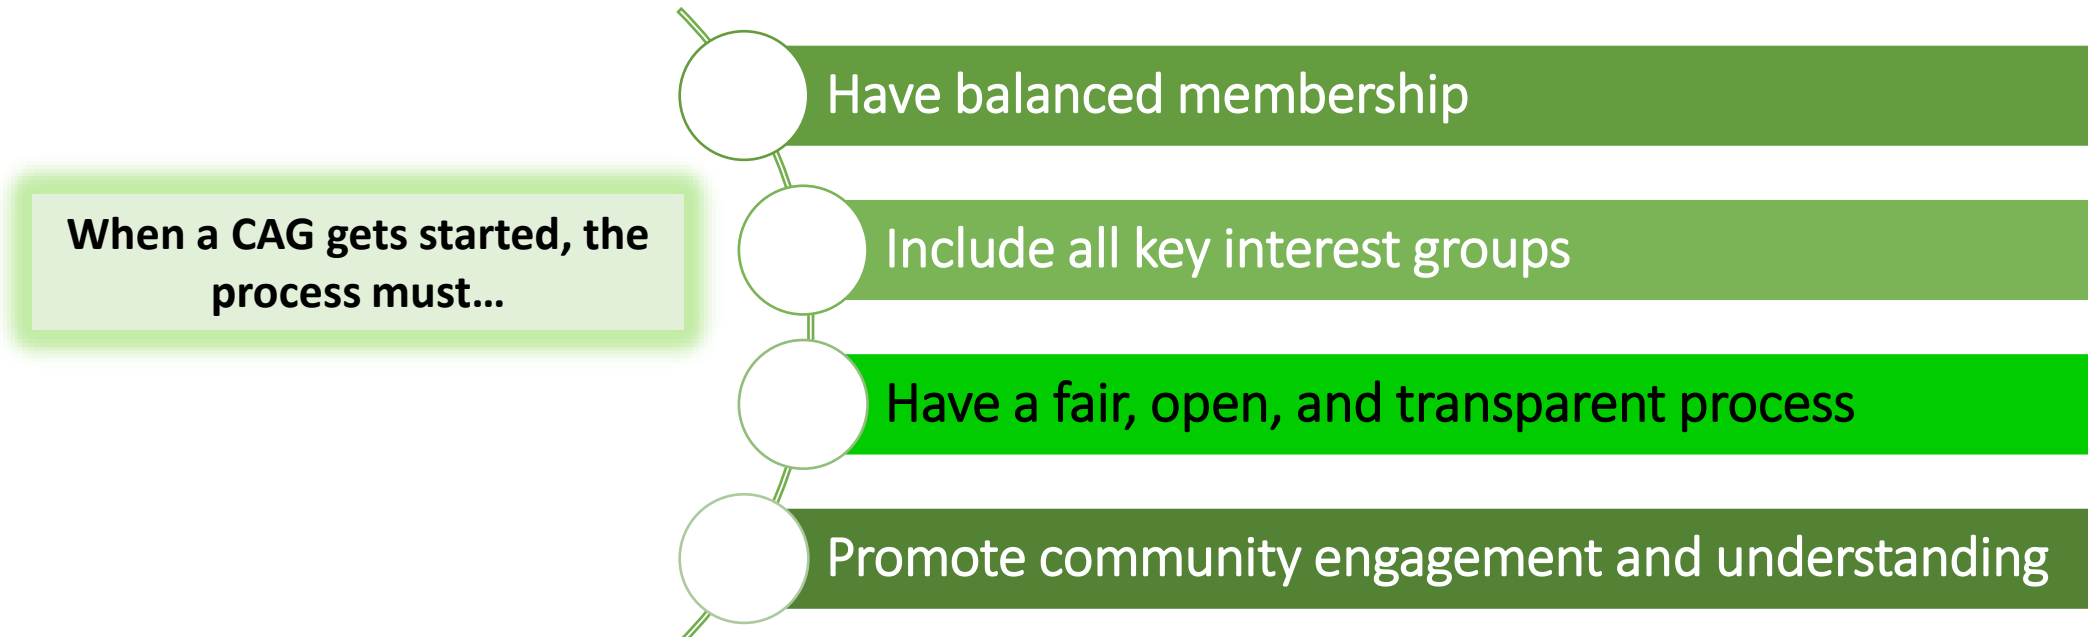 When a CAG gets started, the
process must...
Have balanced membership
Include all key interest groups
Have a fair, open, and transparent process
Promote community engagement and understanding